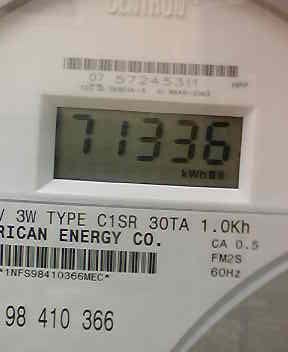 CENTRON
07 57245311
71336
kWh
V 3W TYPE C1SR 30TA 1.0Kh
RICAN ENERGY CO.
CA 0.5
FM2S
60Hz
*1NFS98410366MEC*
98 410 366